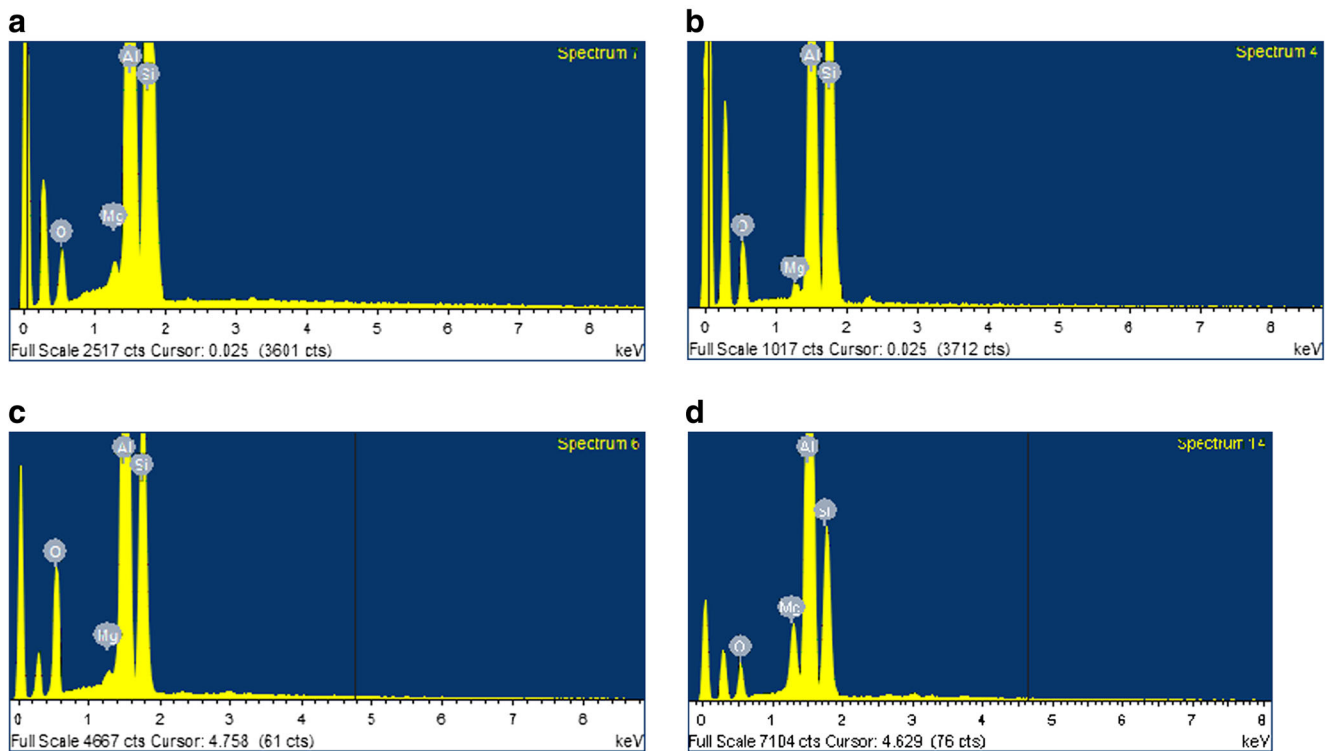 a
Spectrum 7
Al
Si
Mg
O
0 1 2 3 4 5 6 7 8
Full Scale 2517 cts Cursor: 0.025 (3601 cts) keV
b
Spectrum 4
Al
Si
O
Mg
0 1 2 3 4 5 6 7 8
Full Scale 1017 cts Cursor: 0.025 (3712 cts) keV
c
Spectrum 6
Al
Si
O
Mg
0 1 2 3 4 5 6 7 8
Full Scale 4667 cts Cursor: 4.758 (61 cts) keV
d
Spectrum 14
Al
Si
Mg
O
0 1 2 3 4 5 6 7 8
Full Scale 7104 cts Cursor: 4.629 (76 cts) keV